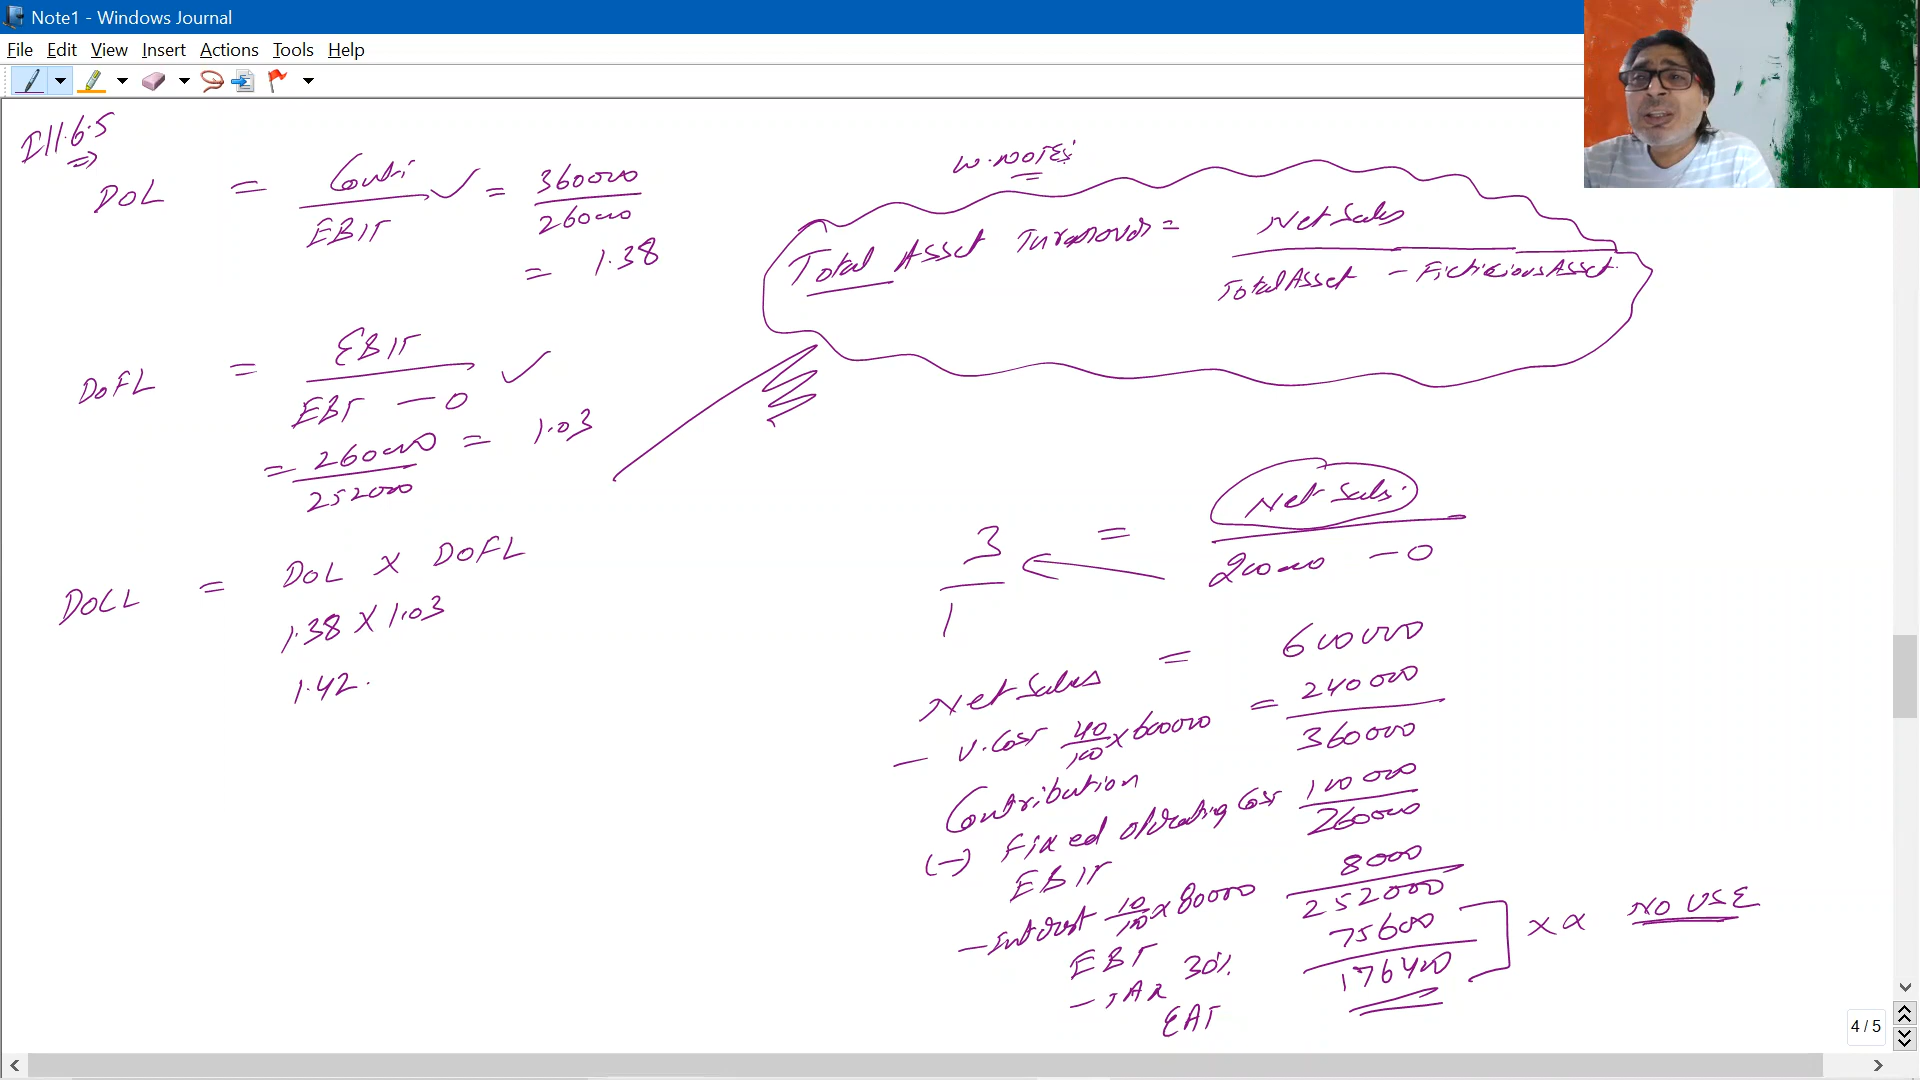 Note1 - Windows Journal
File Edit View Insert Actions Tools Help
Ill.6.5
DOL = Contri / EBIT = 360000 / 260000
= 1.38
DOFL = EBIT / EBT - 0
= 260000 / 252000 = 1.03
DOCL = DOL X DOFL
1.38 X 1.03
1.42.
W.NOTES
Total Asset Turnover = Net Sales / Total Asset - Ficticious Asset
3 / 1 = Net Sales / 200000 - 0
Net Sales = 600000
- V.Cost 40/100 x 600000 = 240000
Contribution 360000
(-) Fixed Operating Cost 100000
EBIT 260000
- Interest 10/100 x 80000 8000
EBT 252000
- TAX 30% 75600
EAT 176400
NO USE
4 / 5